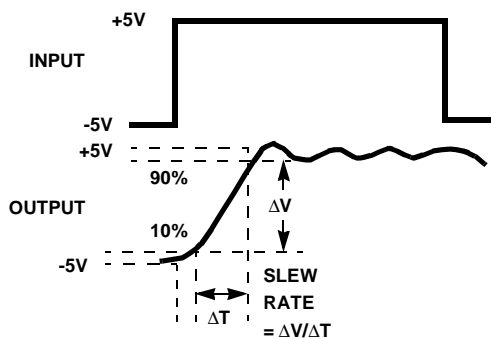 +5V
INPUT
-5V
+5V
90%
ΔV
OUTPUT
10%
-5V
SLEW
RATE
= ΔV/ΔT
ΔT